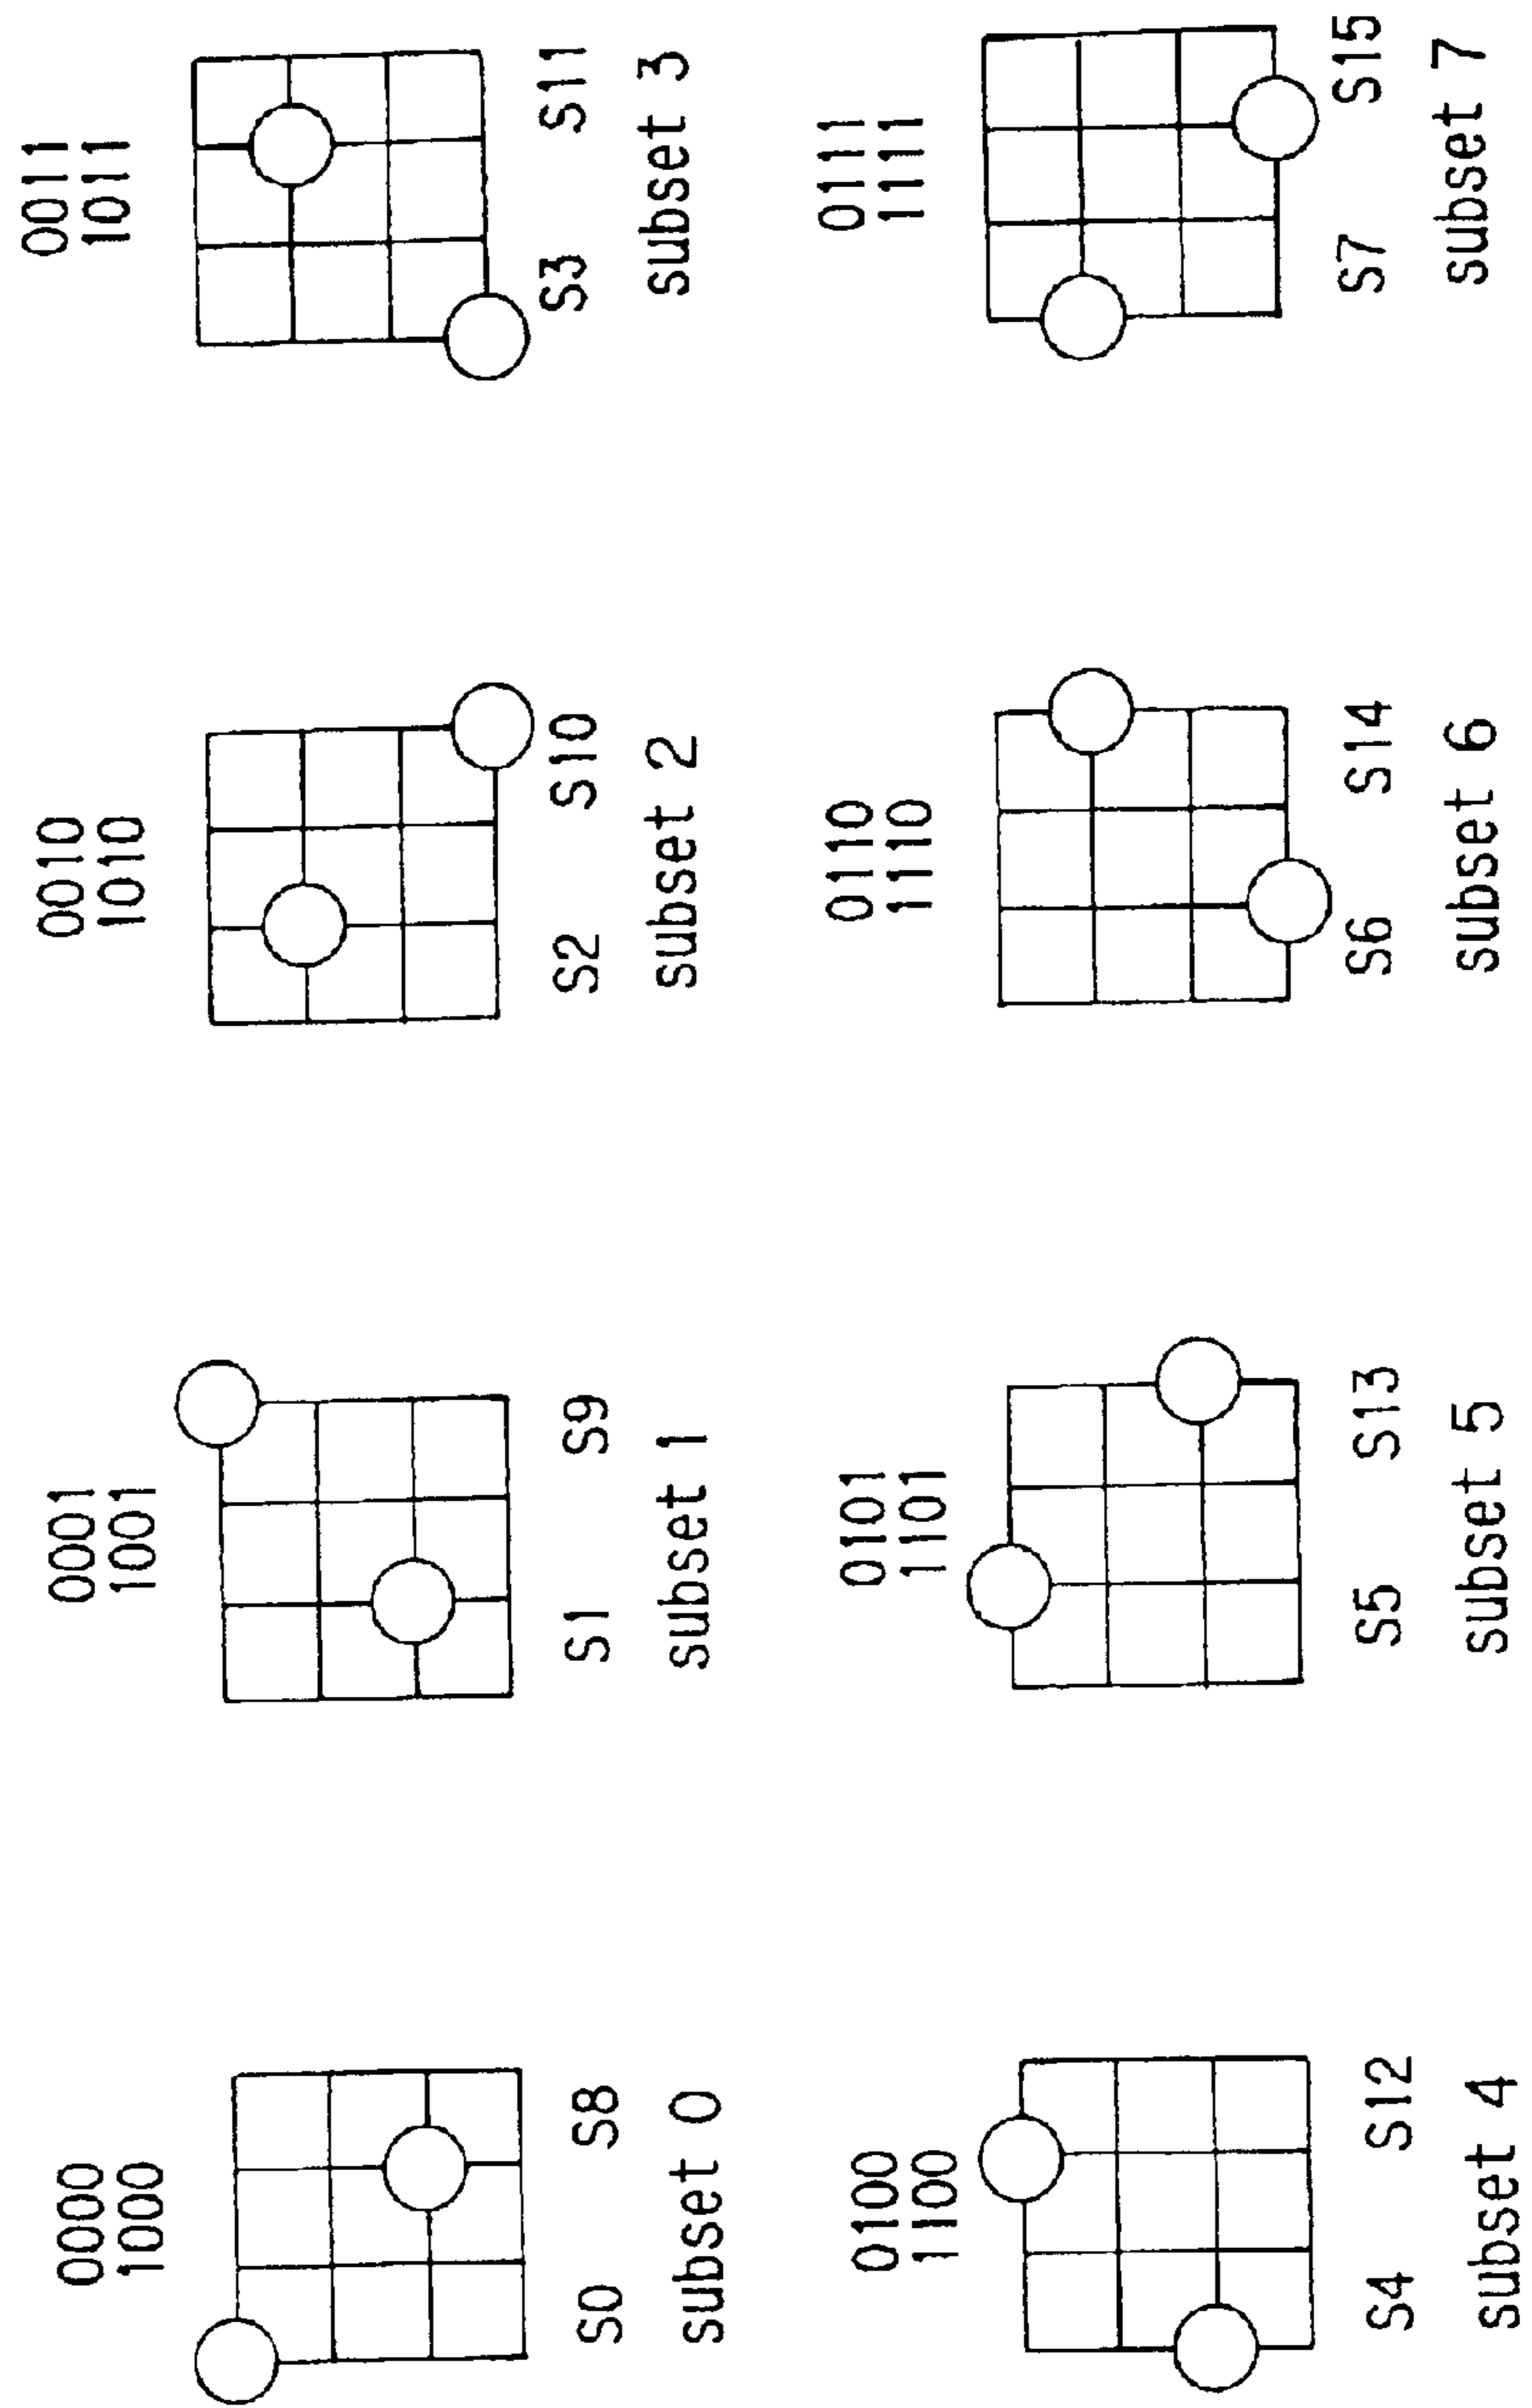 0000
1000
S0 S8
subset 0
0001
1001
S1 S9
subset 1
0010
1010
S2 S10
subset 2
0011
1011
S3 S11
subset 3
0100
1100
S4 S12
subset 4
0101
1101
S5 S13
subset 5
0110
1110
S6 S14
subset 6
0111
1111
S7 S15
subset 7